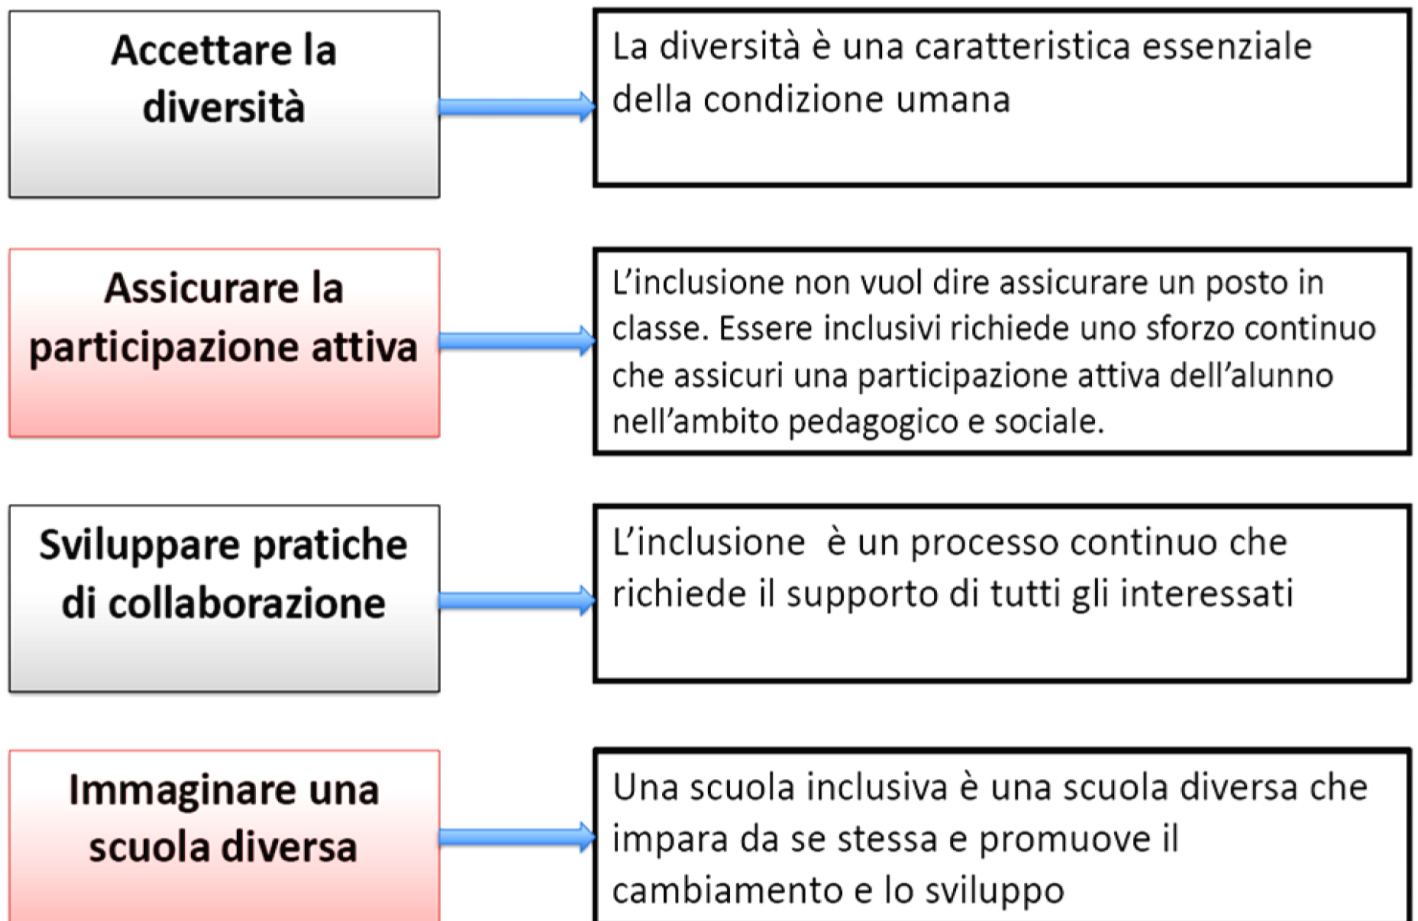 Accettare la
diversità
La diversità è una caratteristica essenziale
della condizione umana
Assicurare la
participazione attiva
L’inclusione non vuol dire assicurare un posto in
classe. Essere inclusivi richiede uno sforzo continuo
che assicuri una participazione attiva dell’alunno
nell’ambito pedagogico e sociale.
Sviluppare pratiche
di collaborazione
L’inclusione è un processo continuo che
richiede il supporto di tutti gli interessati
Immaginare una
scuola diversa
Una scuola inclusiva è una scuola diversa che
impara da se stessa e promuove il
cambiamento e lo sviluppo